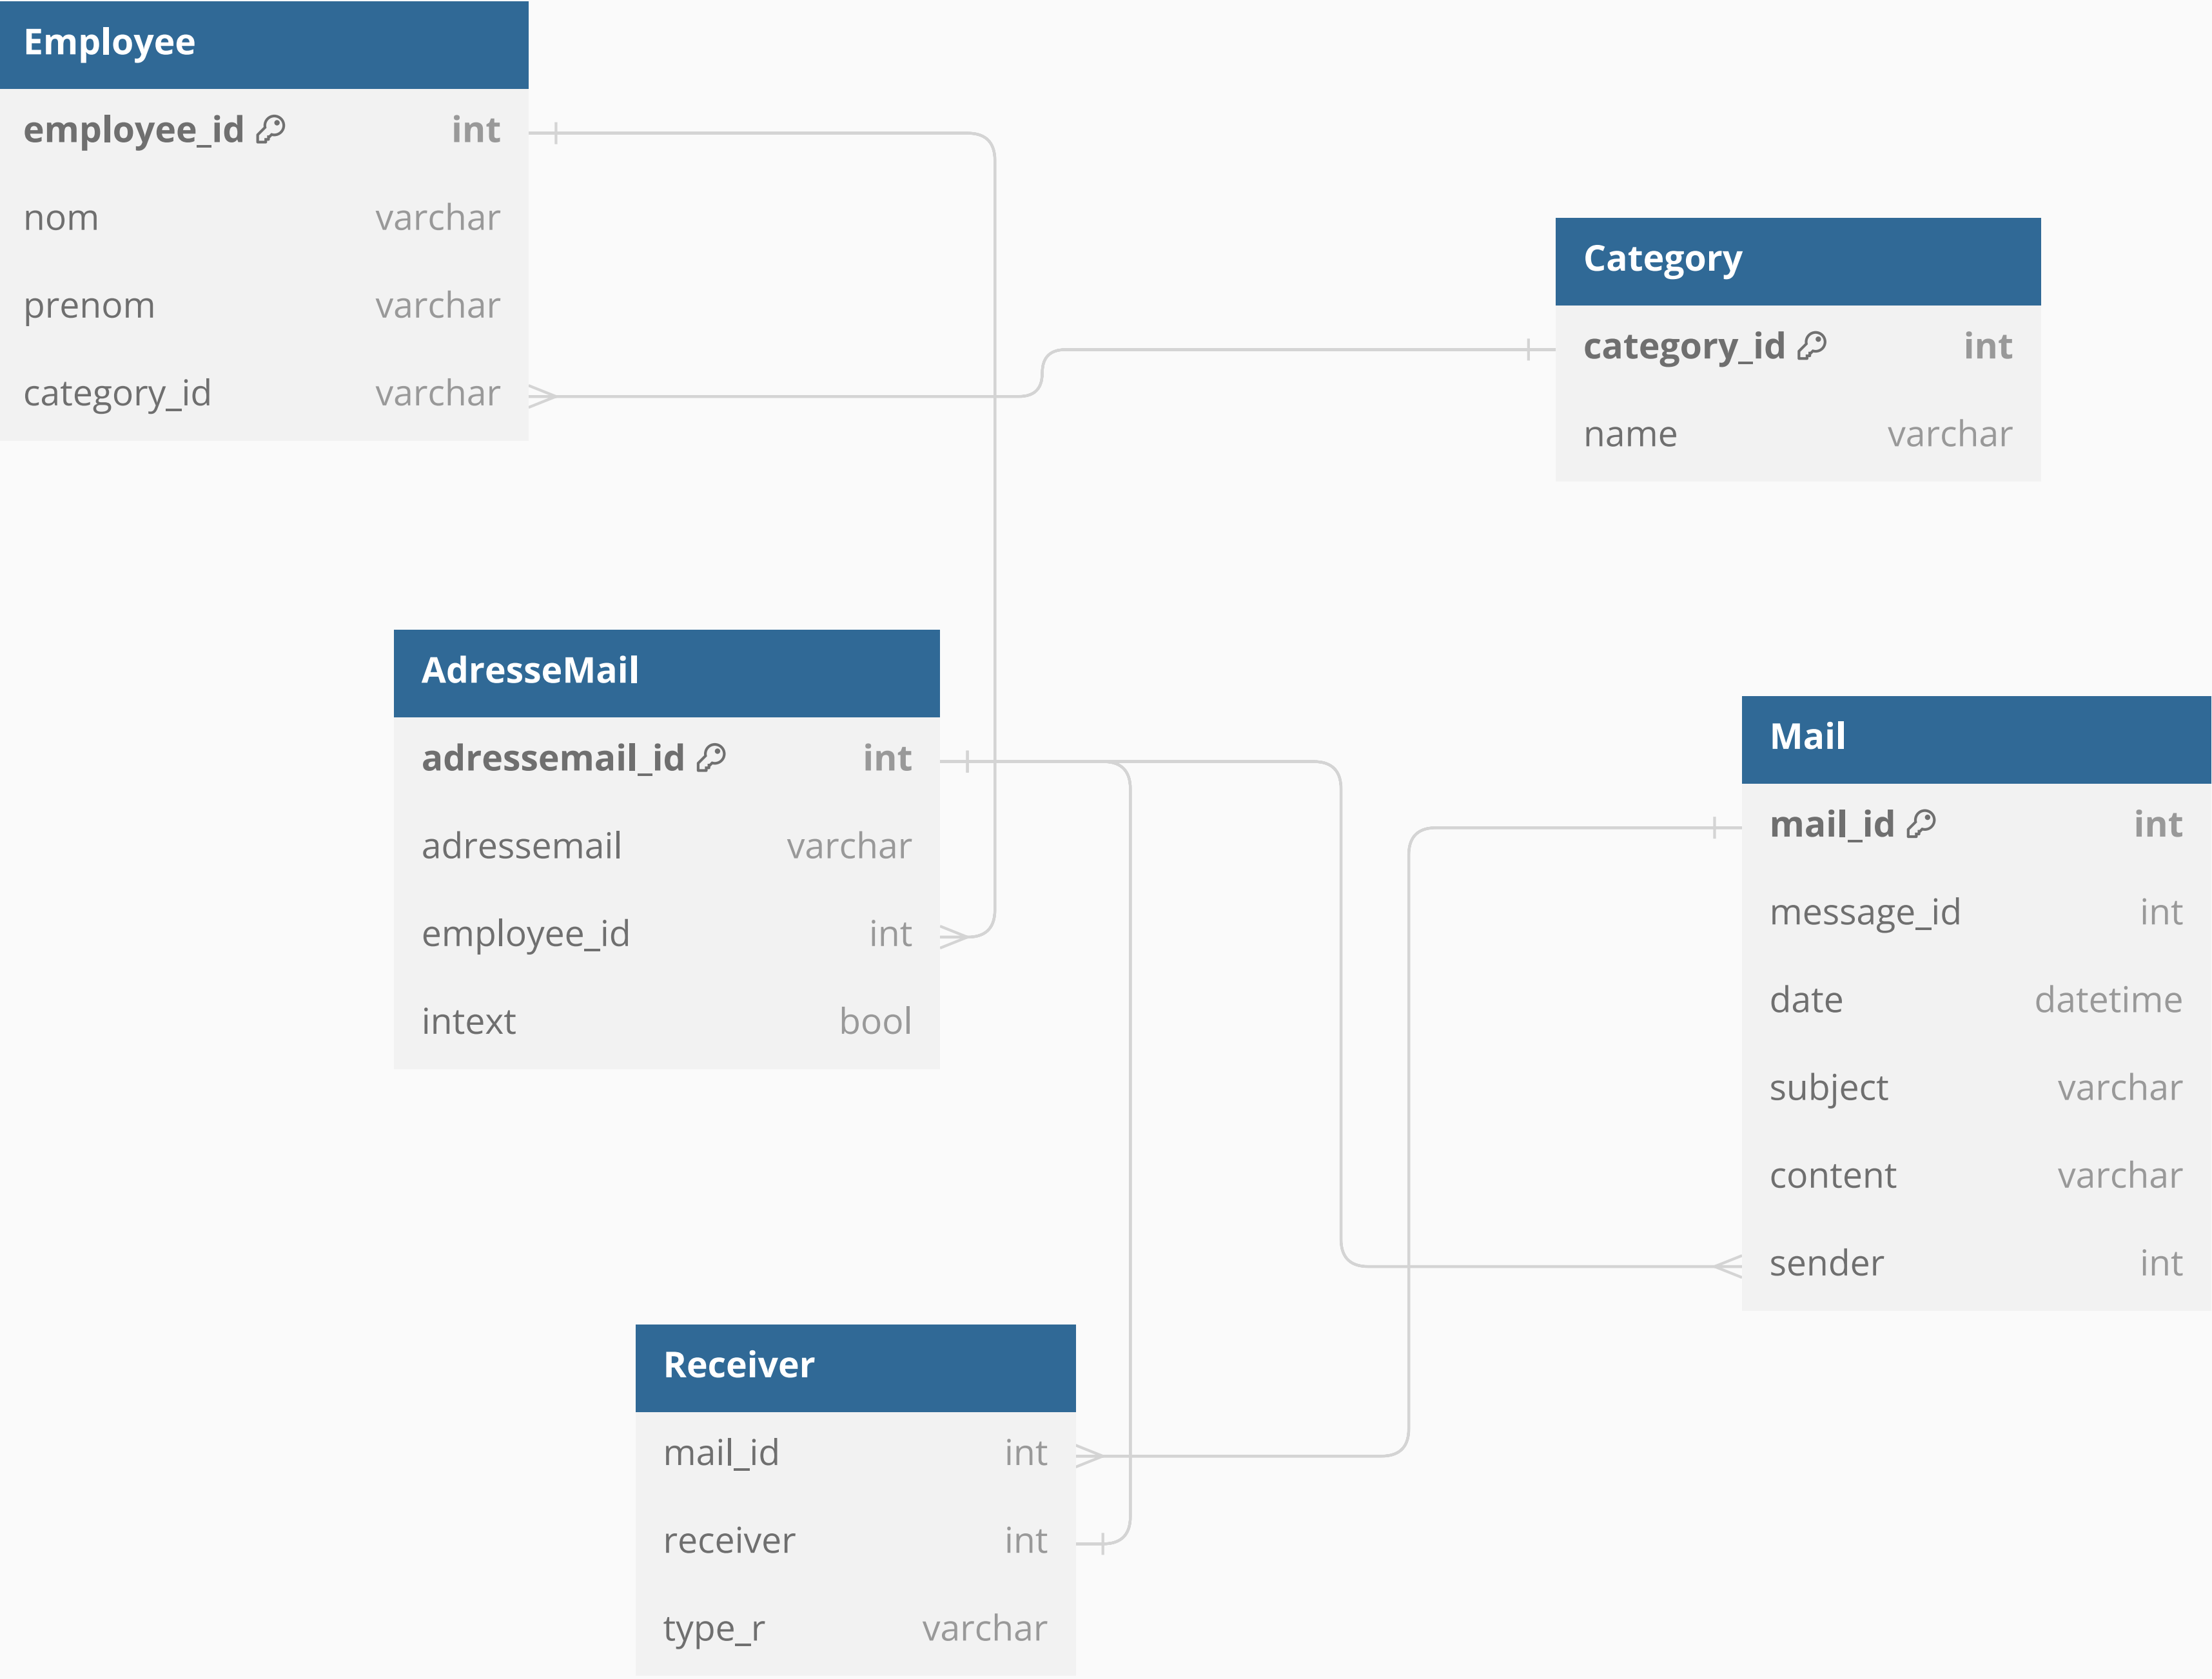 Employee
employee_id int
nom varchar
prenom varchar
category_id varchar
Category
category_id int
name varchar
AdresseMail
adressemail_id int
adressemail varchar
employee_id int
intext bool
Mail
mail_id int
message_id int
date datetime
subject varchar
content varchar
sender int
Receiver
mail_id int
receiver int
type_r varchar